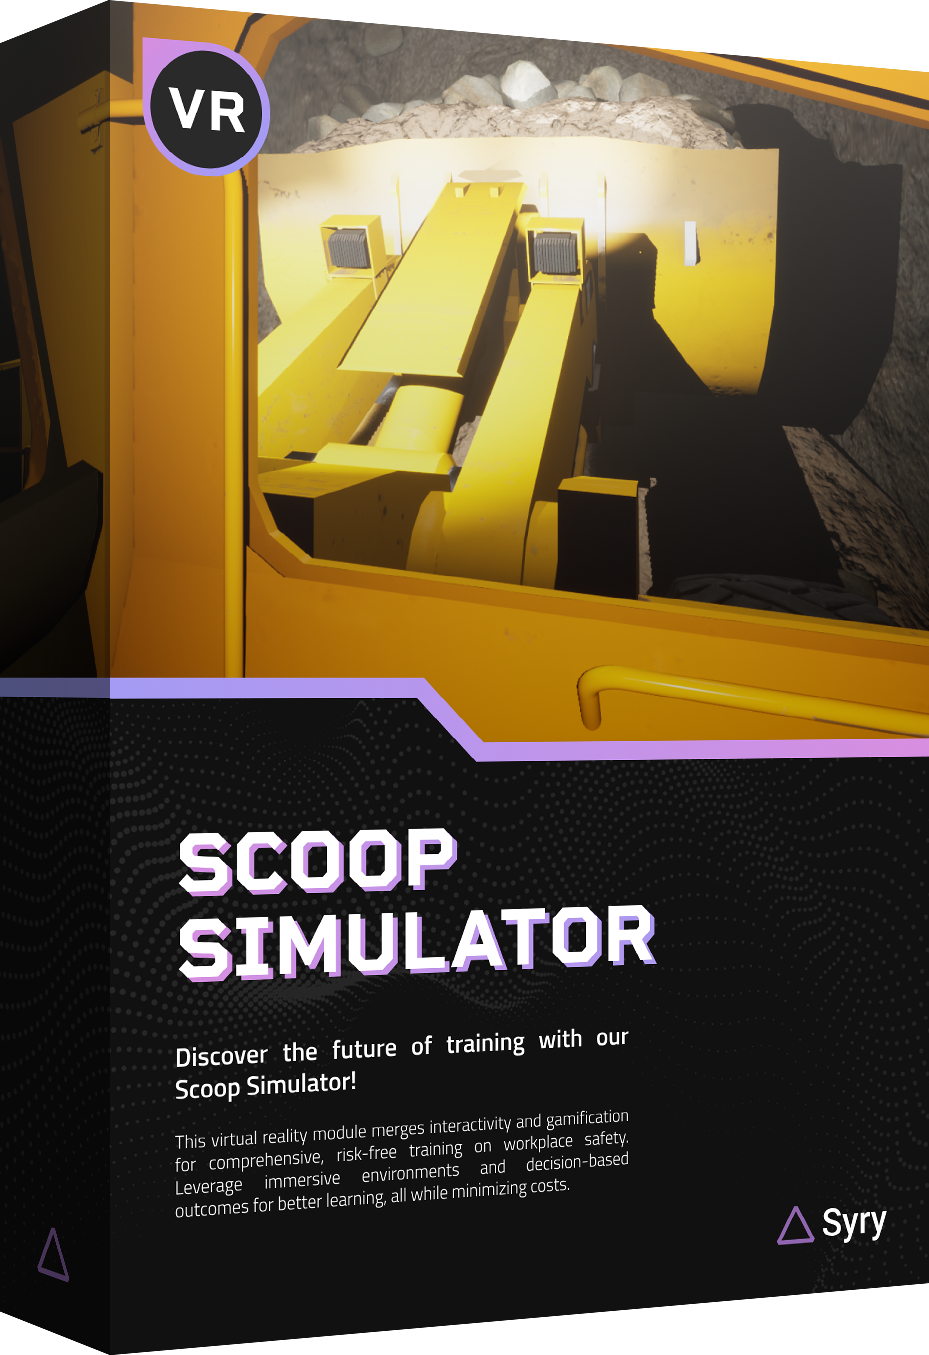 VR
SCOOP
SIMULATOR
Discover the future of training with our
Scoop Simulator!
This virtual reality module merges interactivity and gamification
for comprehensive, risk-free training on workplace safety.
Leverage immersive environments and decision-based
outcomes for better learning, all while minimizing costs.
Syry